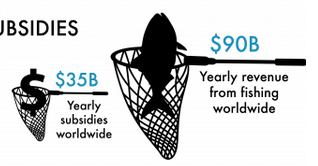 UBSIDIES
$90B
Yearly revenue
from fishing
worldwide
$
$35B
Yearly
subsidies
worldwide